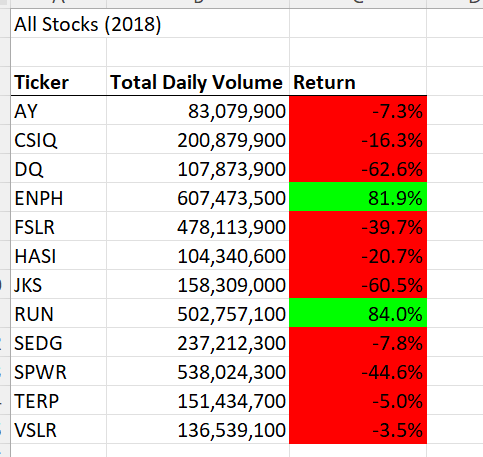 All Stocks (2018)
Ticker Total Daily Volume Return
AY 83,079,900 -7.3%
CSIQ 200,879,900 -16.3%
DQ 107,873,900 -62.6%
ENPH 607,473,500 81.9%
FSLR 478,113,900 -39.7%
HASI 104,340,600 -20.7%
JKS 158,309,000 -60.5%
RUN 502,757,100 84.0%
SEDG 237,212,300 -7.8%
SPWR 538,024,300 -44.6%
TERP 151,434,700 -5.0%
VSLR 136,539,100 -3.5%